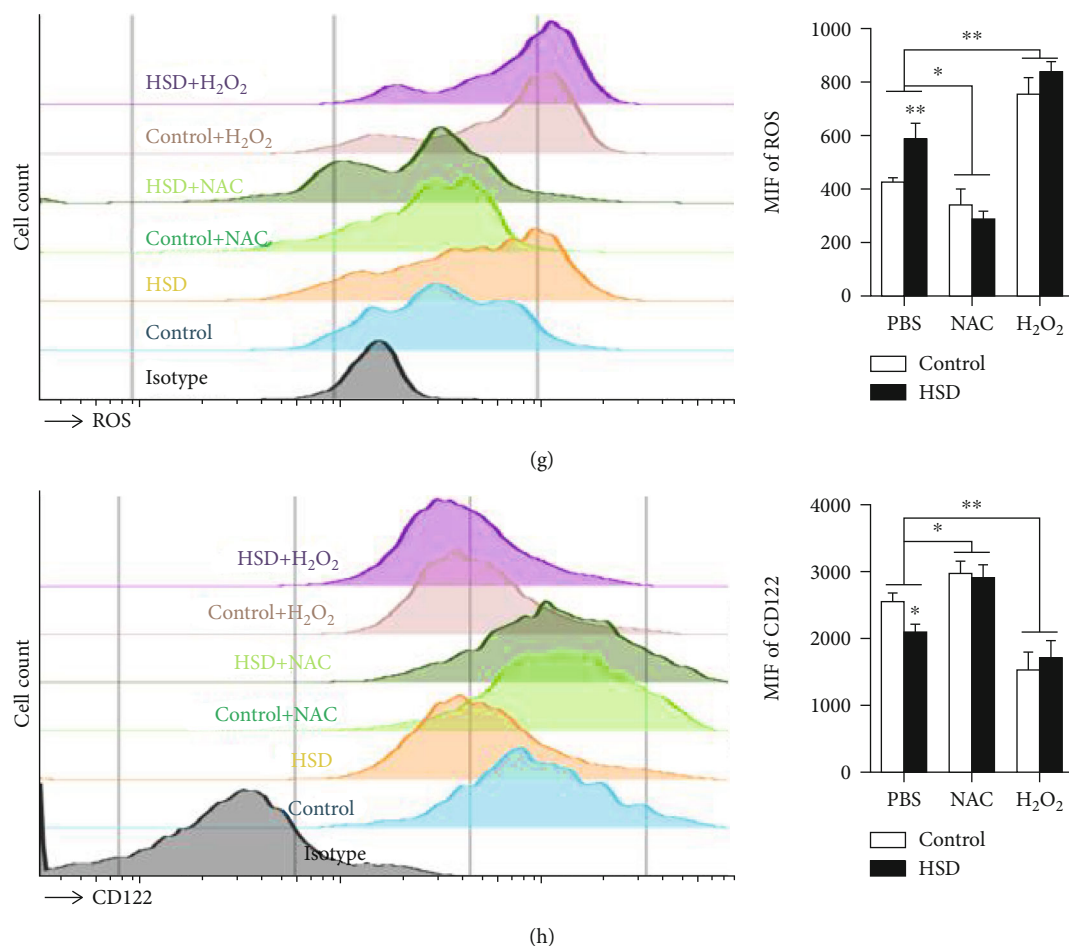 Cell count
HSD+H₂O₂
Control+H₂O₂
HSD+NAC
Control+NAC
HSD
Control
Isotype
→ ROS
MIF of ROS
1000
800
600
400
200
0
**
*
**
PBS NAC H₂O₂
Control
HSD
(g)
Cell count
HSD+H₂O₂
Control+H₂O₂
HSD+NAC
Control+NAC
HSD
Control
Isotype
→ CD122
MIF of CD122
4000
3000
2000
1000
0
**
*
*
PBS NAC H₂O₂
Control
HSD
(h)